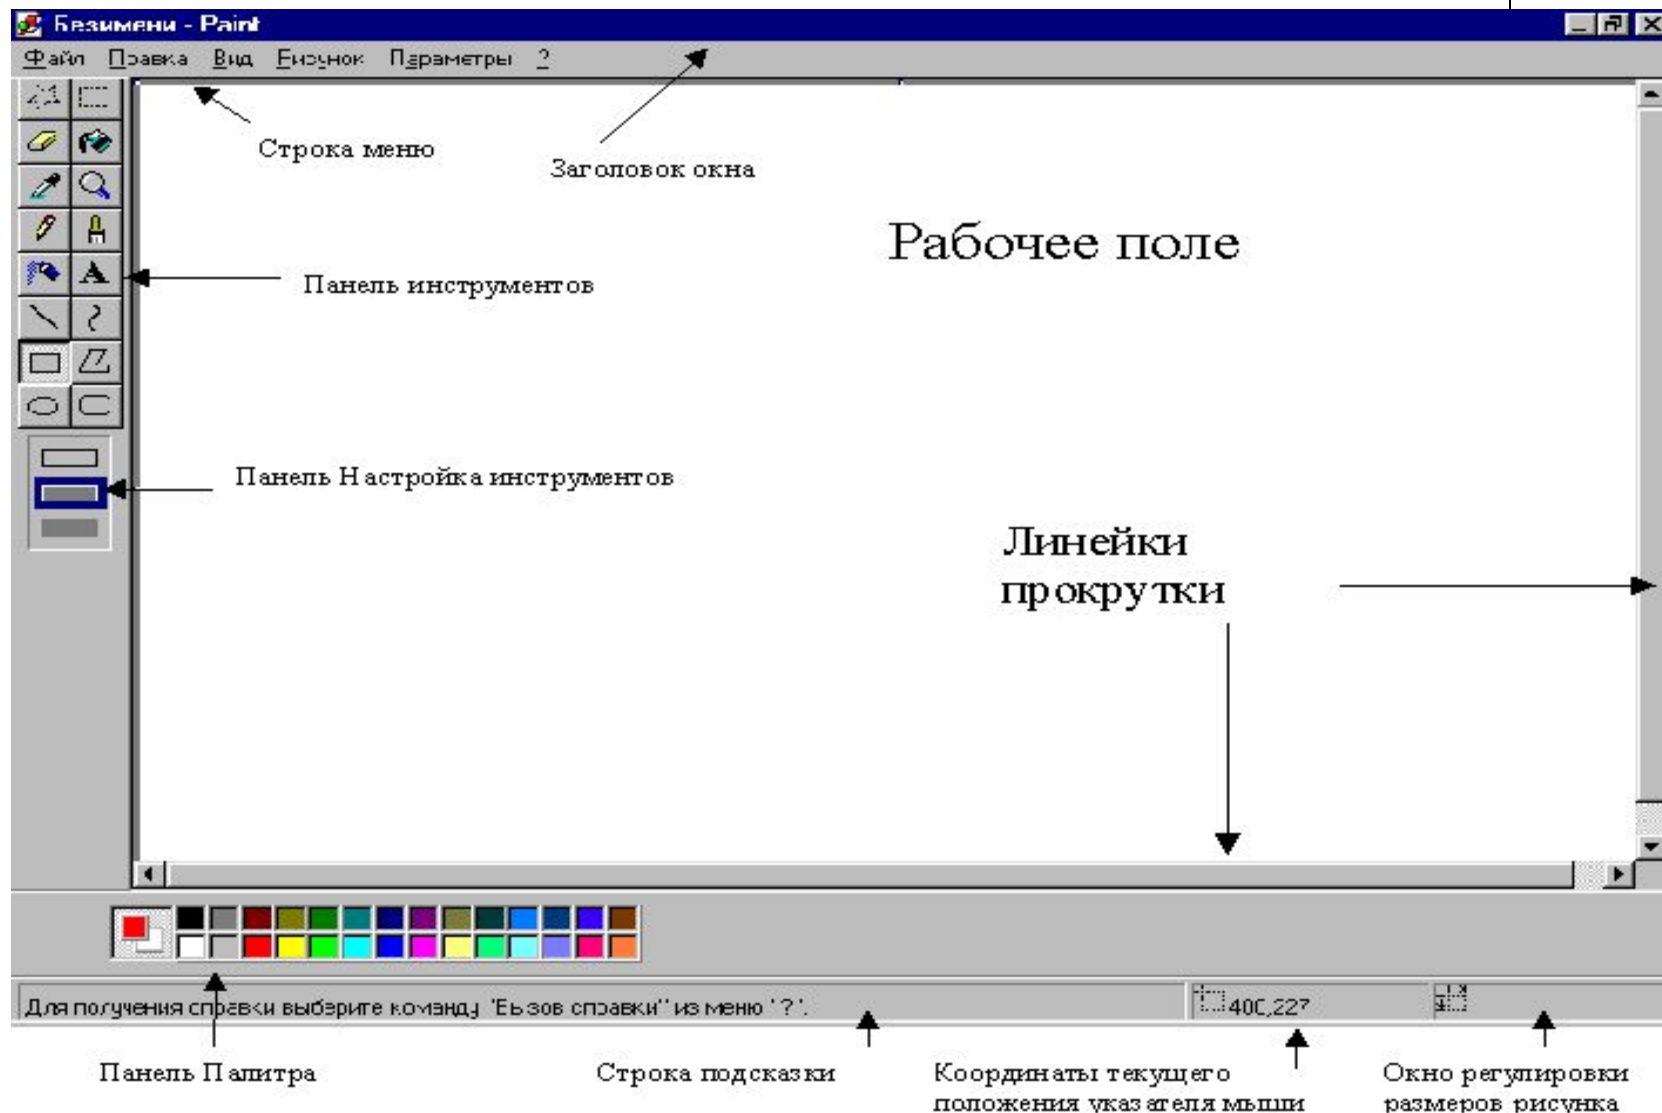 Безимени - Paint
Файл Правка Вид Рисунок Параметры ?
Строка меню
Заголовок окна
Рабочее поле
Панель инструментов
Панель Настройка инструментов
Линейки
прокрутки
Для получения справки выберите команду "Вызов справки" из меню "?".
400,227
Панель Палитра
Строка подсказки
Координаты текущего
положения указателя мыши
Окно регулировки
размеров рисунка